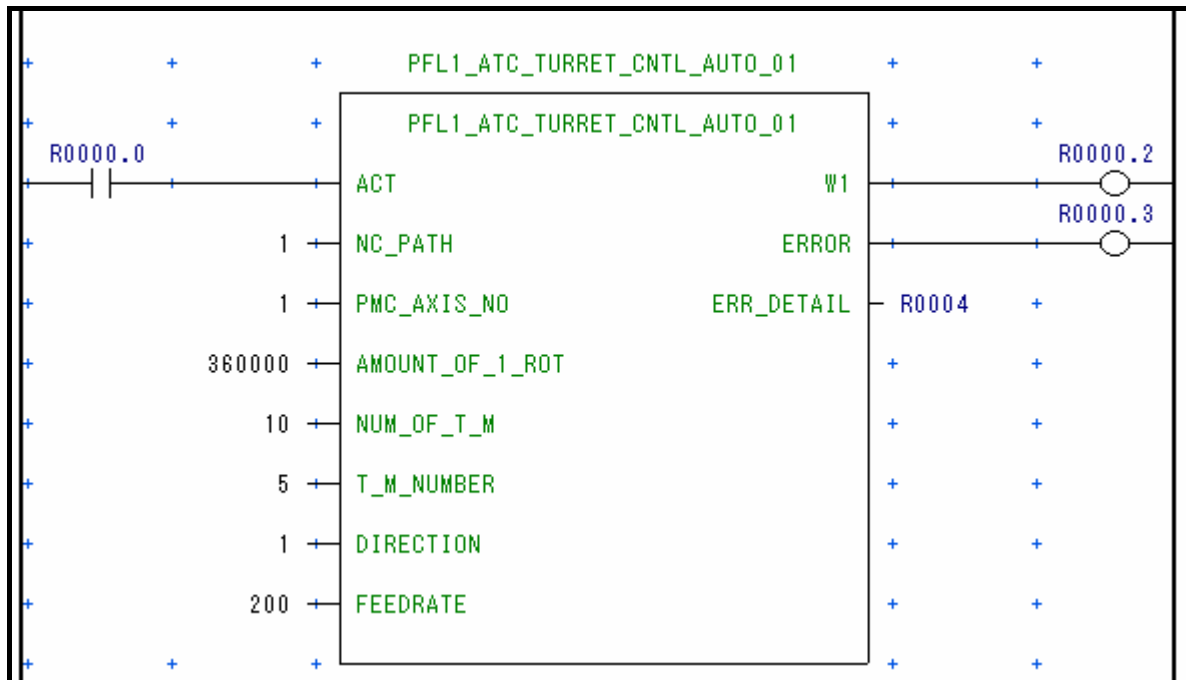 PFL1_ATC_TURRET_CNTL_AUTO_01
PFL1_ATC_TURRET_CNTL_AUTO_01
R0000.0 R0000.2
ACT W1
R0000.3
1 NC_PATH ERROR
1 PMC_AXIS_NO ERR_DETAIL R0004
360000 AMOUNT_OF_1_ROT
10 NUM_OF_T_M
5 T_M_NUMBER
1 DIRECTION
200 FEEDRATE